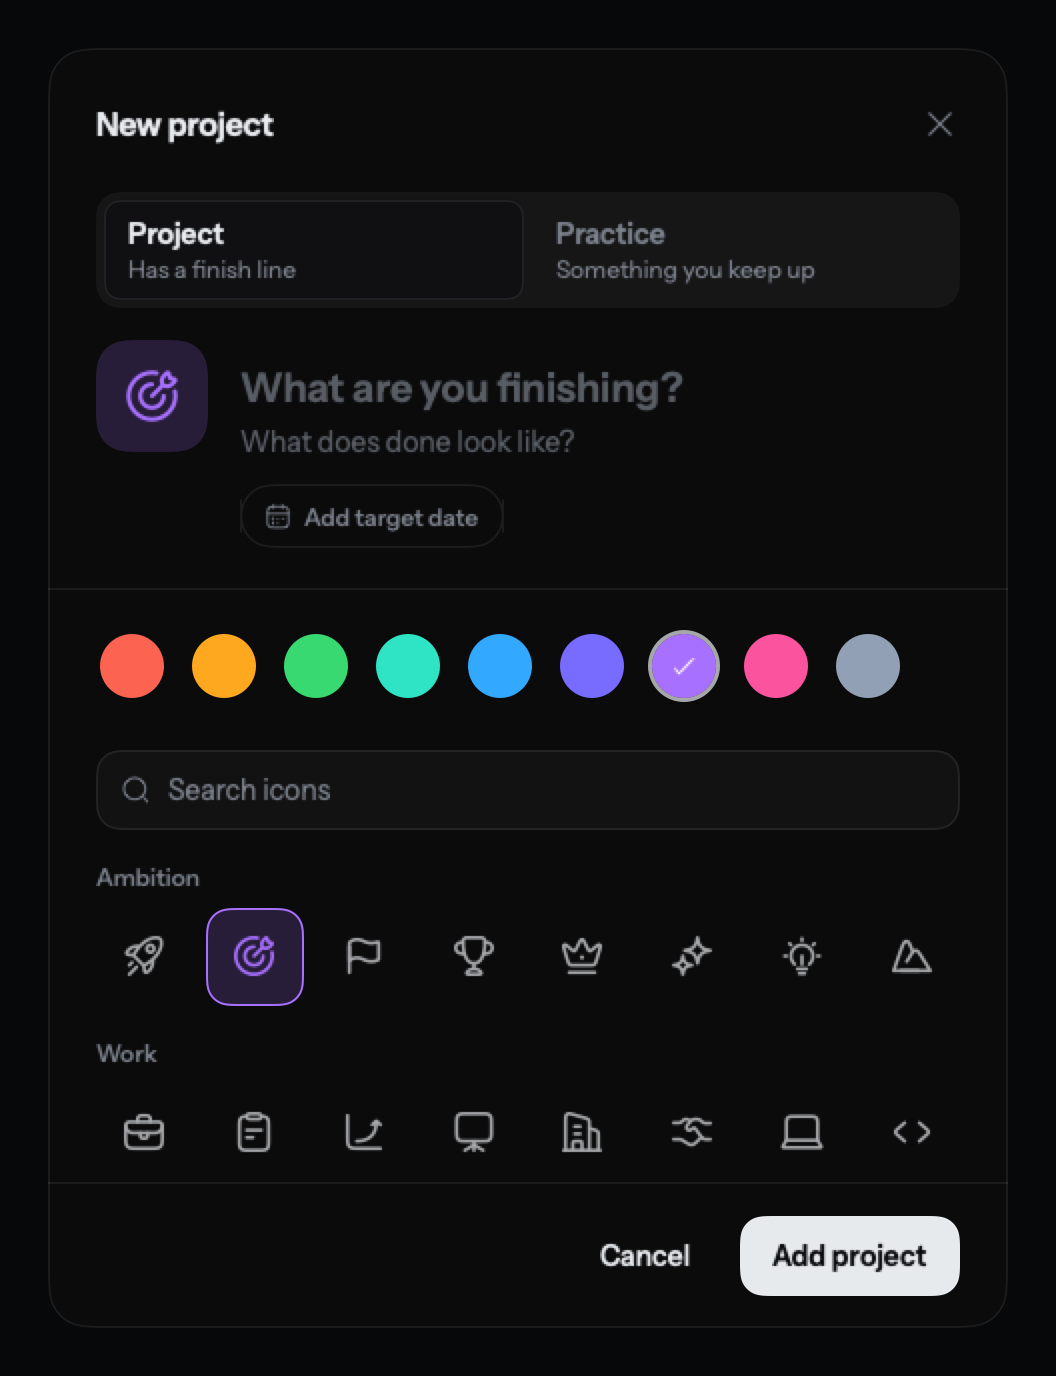 New project
Project
Has a finish line
Practice
Something you keep up
What are you finishing?
What does done look like?
Add target date
Search icons
Ambition
Work
Cancel
Add project